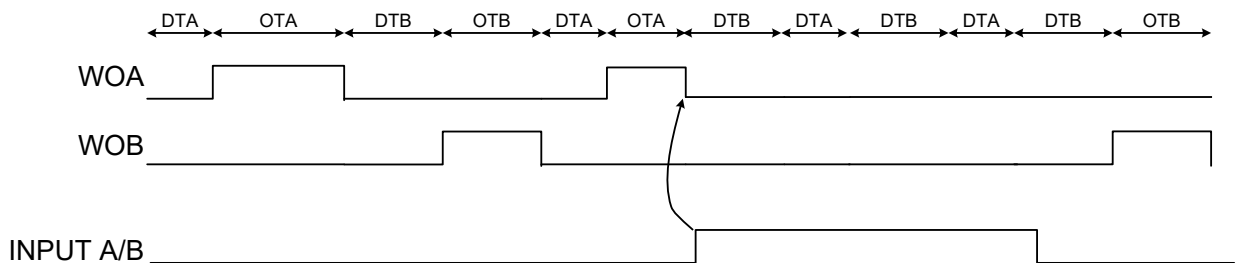 DTA OTA DTB OTB DTA OTA DTB DTA DTB DTA DTB OTB
WOA
WOB
INPUT A/B